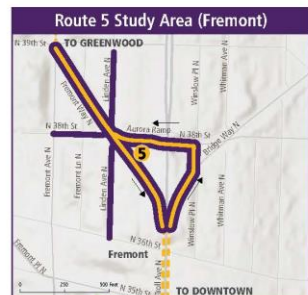 Route 5 Study Area (Fremont)
N 39th St
TO GREENWOOD
Linden Ave N
Fremont Way N
Winslow Pl N
Whitman Ave N
N 38th St
Aurora Ramp
N 38th St
Bridge Way N
5
Fremont Ave N
Fremont Ln N
Linden Ave N
Winslow Pl N
Whitman Ave N
Fremont
N 36th St
Fremont Pl N
N 35th St
0 250 500 Feet
TO DOWNTOWN